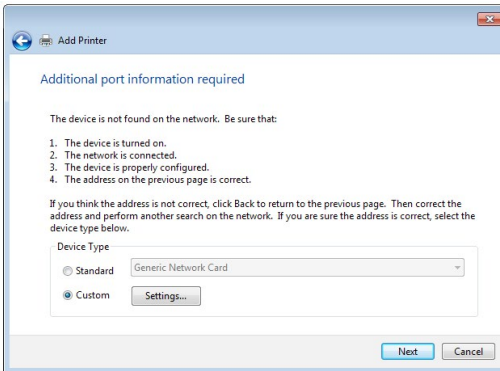 Add Printer
Additional port information required
The device is not found on the network.  Be sure that:
1.  The device is turned on.
2.  The network is connected.
3.  The device is properly configured.
4.  The address on the previous page is correct.
If you think the address is not correct, click Back to return to the previous page.  Then correct the
address and perform another search on the network.  If you are sure the address is correct, select the
device type below.
Device Type
Standard
Generic Network Card
Custom
Settings...
Next
Cancel